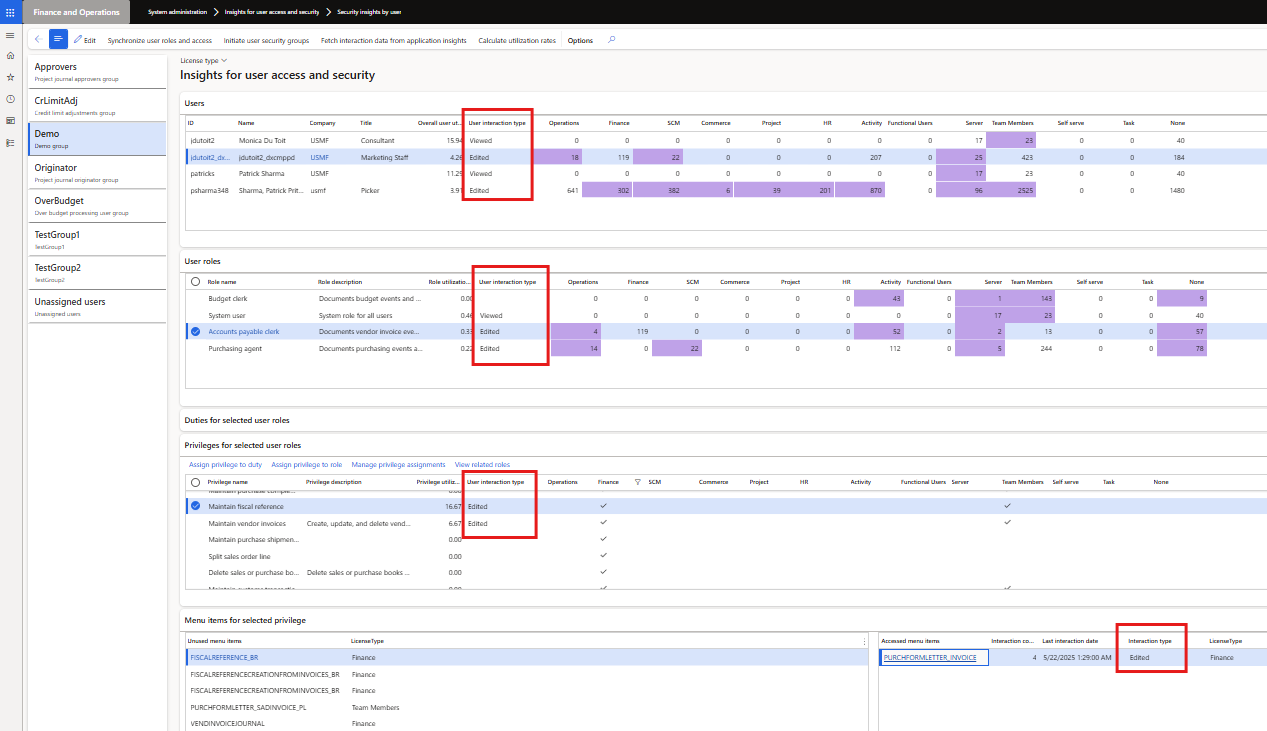 Finance and Operations
System administration > Insights for user access and security > Security insights by user
Edit Synchronize user roles and access Initiate user security groups Fetch interaction data from application insights Calculate utilization rates Options
Approvers
Project journal approvers group
CrLimitAdj
Credit limit adjustments group
Demo
Demo group
Originator
Project journal originator group
OverBudget
Over budget processing user group
TestGroup1
TestGroup1
TestGroup2
TestGroup2
Unassigned users
Unassigned users
License type
Insights for user access and security
Users
ID Name Company Title Overall user ut... User interaction type Operations Finance SCM Commerce Project HR Activity Functional Users Server Team Members Self serve Task None
jdutoit2 Monica Du Toit USMF Consultant 15.94 Viewed 0 0 0 0 0 0 0 0 17 23 0 0 40
jdutoit2_dx... jdutoit2_dxcmppd USMF Marketing Staff 4.26 Edited 18 119 22 0 0 0 207 0 25 423 0 0 184
patricks Patrick Sharma USMF 11.25 Viewed 0 0 0 0 0 0 0 0 17 23 0 0 40
psharma348 Sharma, Patrick Prit... usmf Picker 3.91 Edited 641 302 382 6 39 201 870 0 96 2525 0 0 1480
User roles
Role name Role description Role utilizatio... User interaction type Operations Finance SCM Commerce Project HR Activity Functional Users Server Team Members Self serve Task None
Budget clerk Documents budget events and ... 0.00 0 0 0 0 0 0 43 0 1 143 0 0 9
System user System role for all users 0.46 Viewed 0 0 0 0 0 0 0 0 17 23 0 0 40
Accounts payable clerk Documents vendor invoice eve... 0.33 Edited 4 119 0 0 0 0 52 0 2 13 0 0 57
Purchasing agent Documents purchasing events a... 0.22 Edited 14 0 22 0 0 0 112 0 5 244 0 0 78
Duties for selected user roles
Privileges for selected user roles
Assign privilege to duty Assign privilege to role Manage privilege assignments View related roles
Privilege name Privilege description Privilege utiliz... User interaction type Operations Finance SCM Commerce Project HR Activity Functional Users Server Team Members Self serve Task None
Maintain fiscal reference 16.67 Edited
Maintain vendor invoices Create, update, and delete vend... 6.67 Edited
Maintain purchase shipmen... 0.00
Split sales order line 0.00
Delete sales or purchase bo... Delete sales or purchase books ... 0.00
Menu items for selected privilege
Unused menu items LicenseType
FISCALREFERENCE_BR Finance
FISCALREFERENCECREATIONFROMINVOICES_BR Finance
FISCALREFERENCECREATIONFROMINVOICES_BR Finance
PURCHFORMLETTER_SADINVOICE_PL Team Members
VENDINVOICEJOURNAL Finance
Accessed menu items Interaction co... Last interaction date Interaction type LicenseType
PURCHFORMLETTER_INVOICE 4 5/22/2025 1:29:00 AM Edited Finance